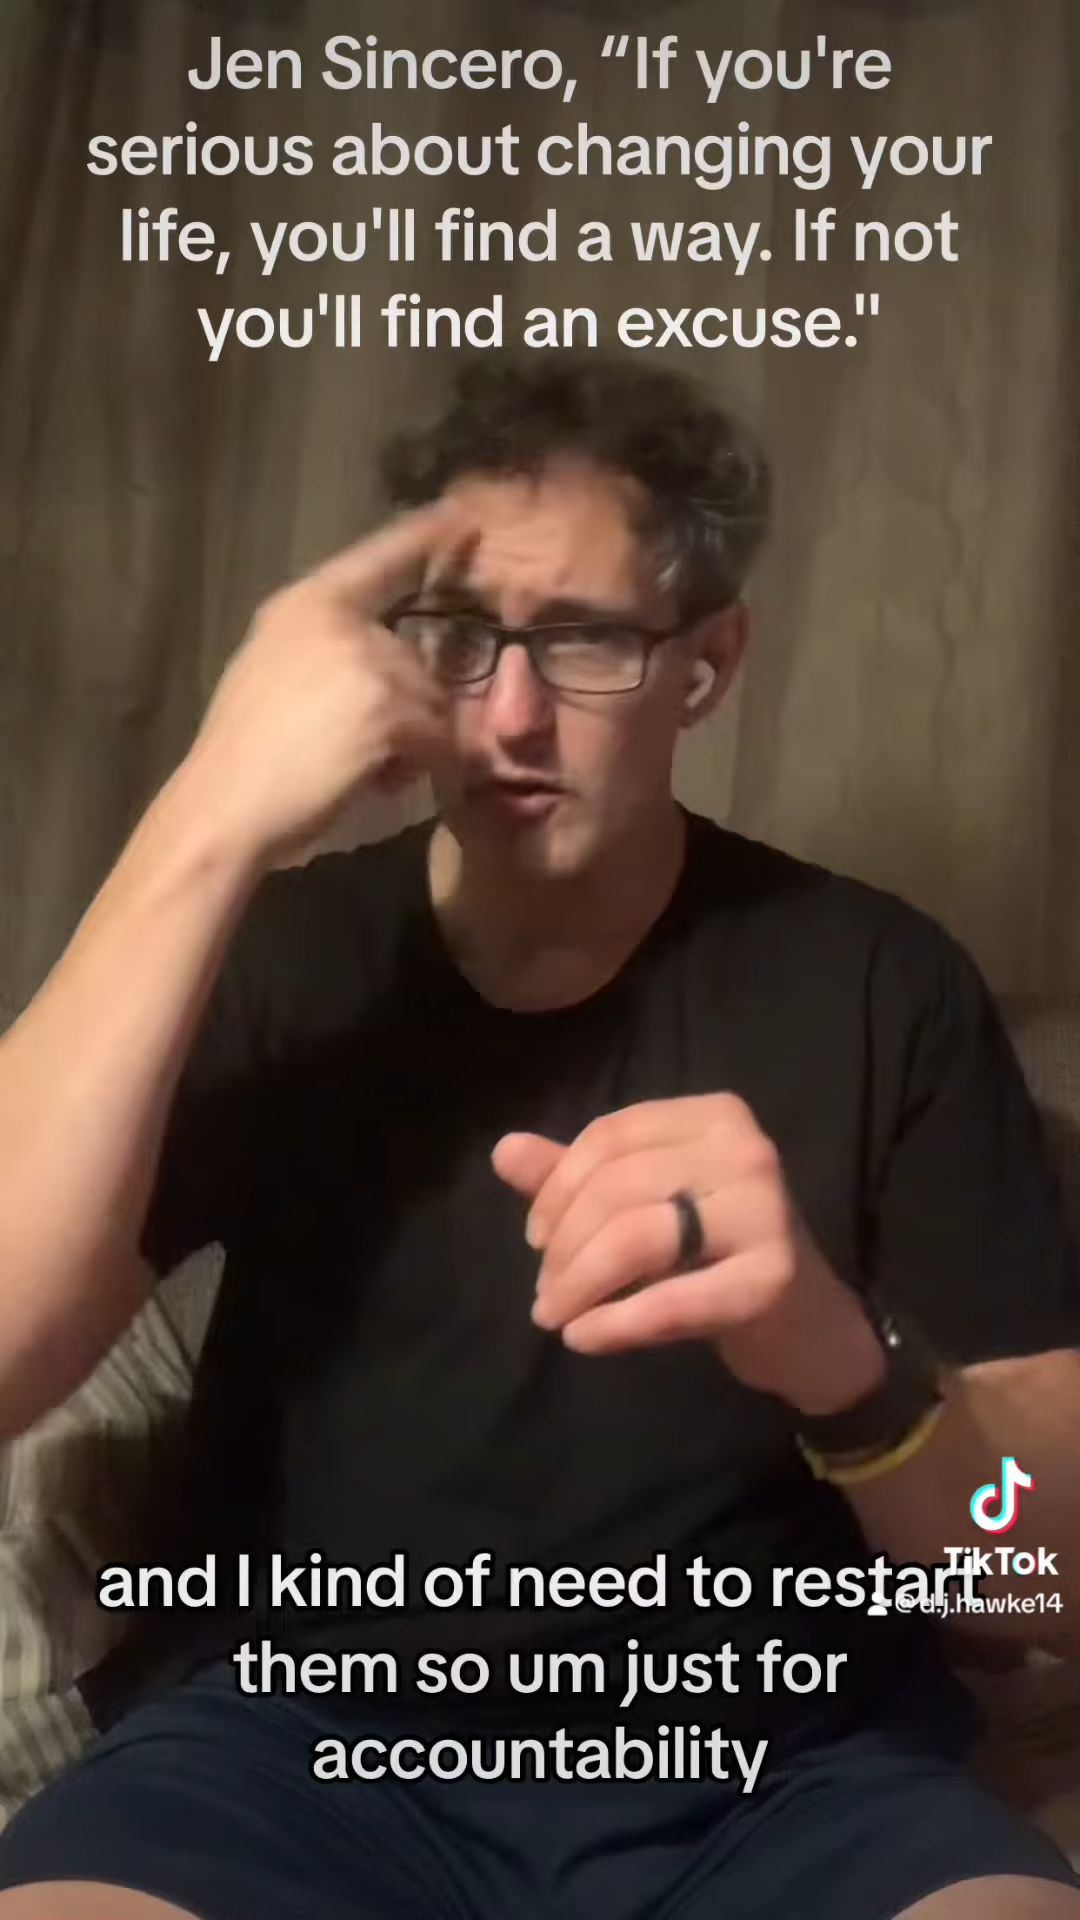 Jen Sincero, “If you're
serious about changing your
life, you'll find a way. If not
you'll find an excuse."
and I kind of need to restart
them so um just for
accountability
TikTok
@d.j.hawke14